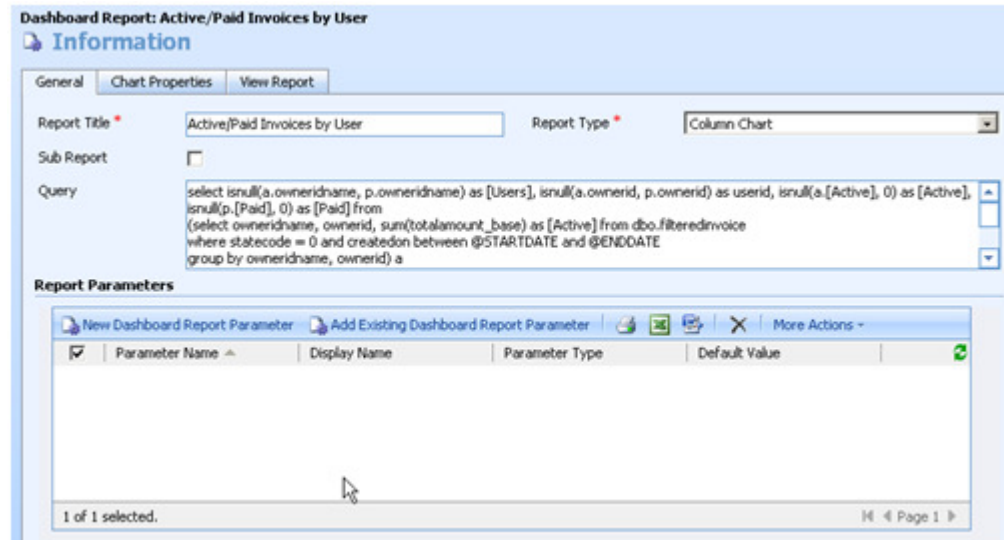 Dashboard Report: Active/Paid Invoices by User
Information
General Chart Properties View Report
Report Title * Active/Paid Invoices by User Report Type * Column Chart
Sub Report
Query select isnull(a.owneridname, p.owneridname) as [Users], isnull(a.ownerid, p.ownerid) as userid, isnull(a.[Active], 0) as [Active],
isnull(p.[Paid], 0) as [Paid] from
(select owneridname, ownerid, sum(totalamount_base) as [Active] from dbo.filteredinvoice
where statecode = 0 and createdon between @STARTDATE and @ENDDATE
group by owneridname, ownerid) a
Report Parameters
New Dashboard Report Parameter Add Existing Dashboard Report Parameter More Actions
Parameter Name Display Name Parameter Type Default Value
1 of 1 selected. Page 1